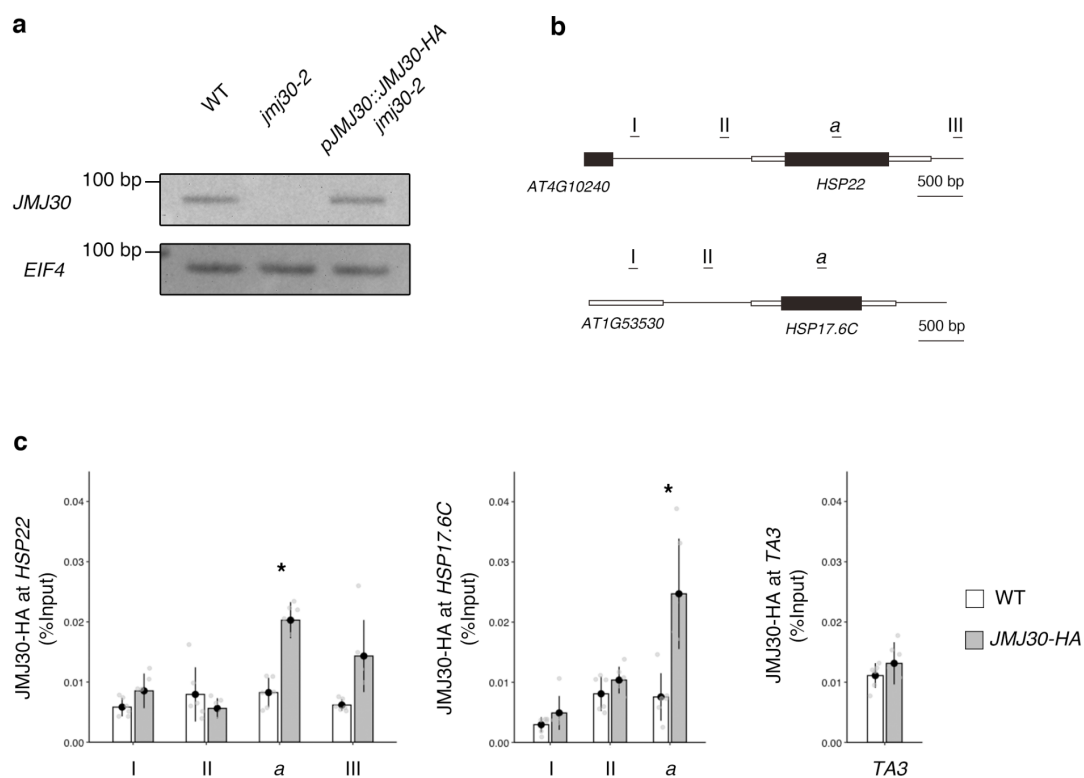 a
WT
jmj30-2
pJMJ30::JMJ30-HA
jmj30-2
100 bp
JMJ30
100 bp
EIF4
b
I II a III
AT4G10240 HSP22 500 bp
I II a
AT1G53530 HSP17.6C 500 bp
c
JMJ30-HA at HSP22
(%Input)
0.04
0.03
0.02
0.01
0.00
*
I II a III
JMJ30-HA at HSP17.6C
(%Input)
0.04
0.03
0.02
0.01
0.00
*
I II a
JMJ30-HA at TA3
(%Input)
0.04
0.03
0.02
0.01
0.00
TA3
WT
JMJ30-HA